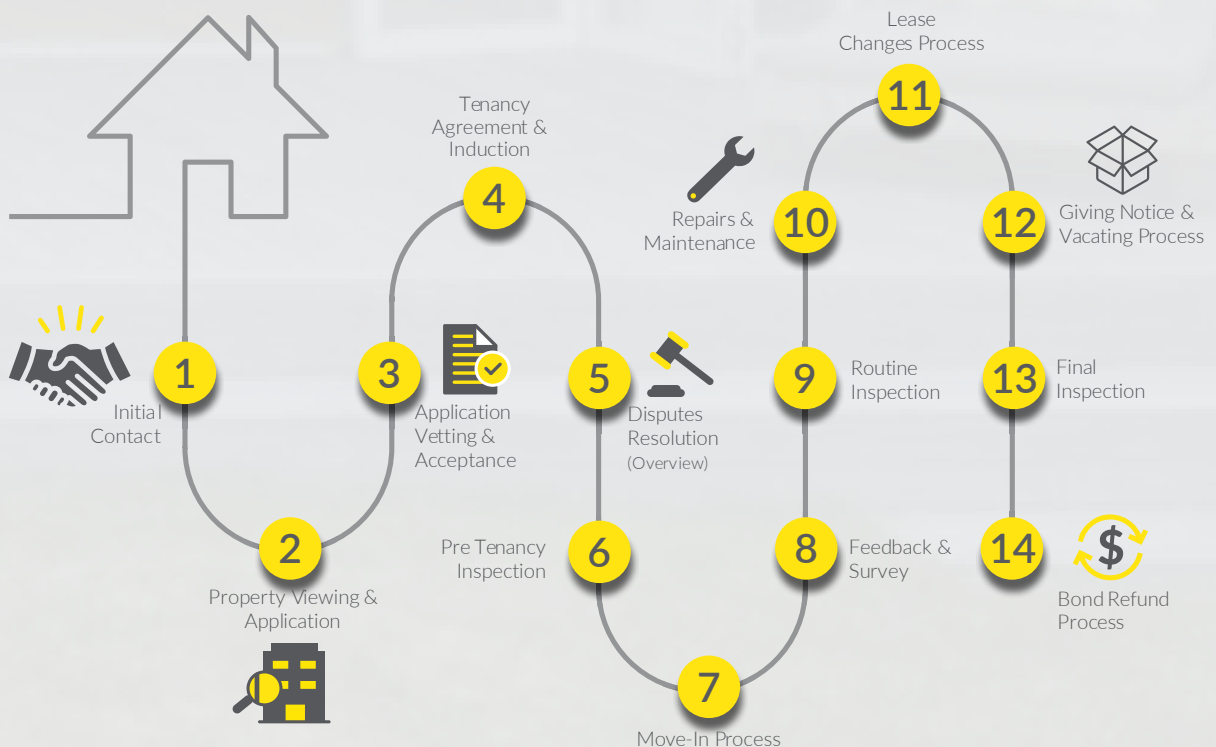 1
Initial
Contact
2
Property Viewing &
Application
3
Application
Vetting &
Acceptance
Tenancy
Agreement &
Induction
4
5
Disputes
Resolution
(Overview)
6
Pre Tenancy
Inspection
7
Move-In Process
8
Feedback &
Survey
9
Routine
Inspection
10
Repairs &
Maintenance
Lease
Changes Process
11
12
Giving Notice &
Vacating Process
13
Final
Inspection
14
$
Bond Refund
Process